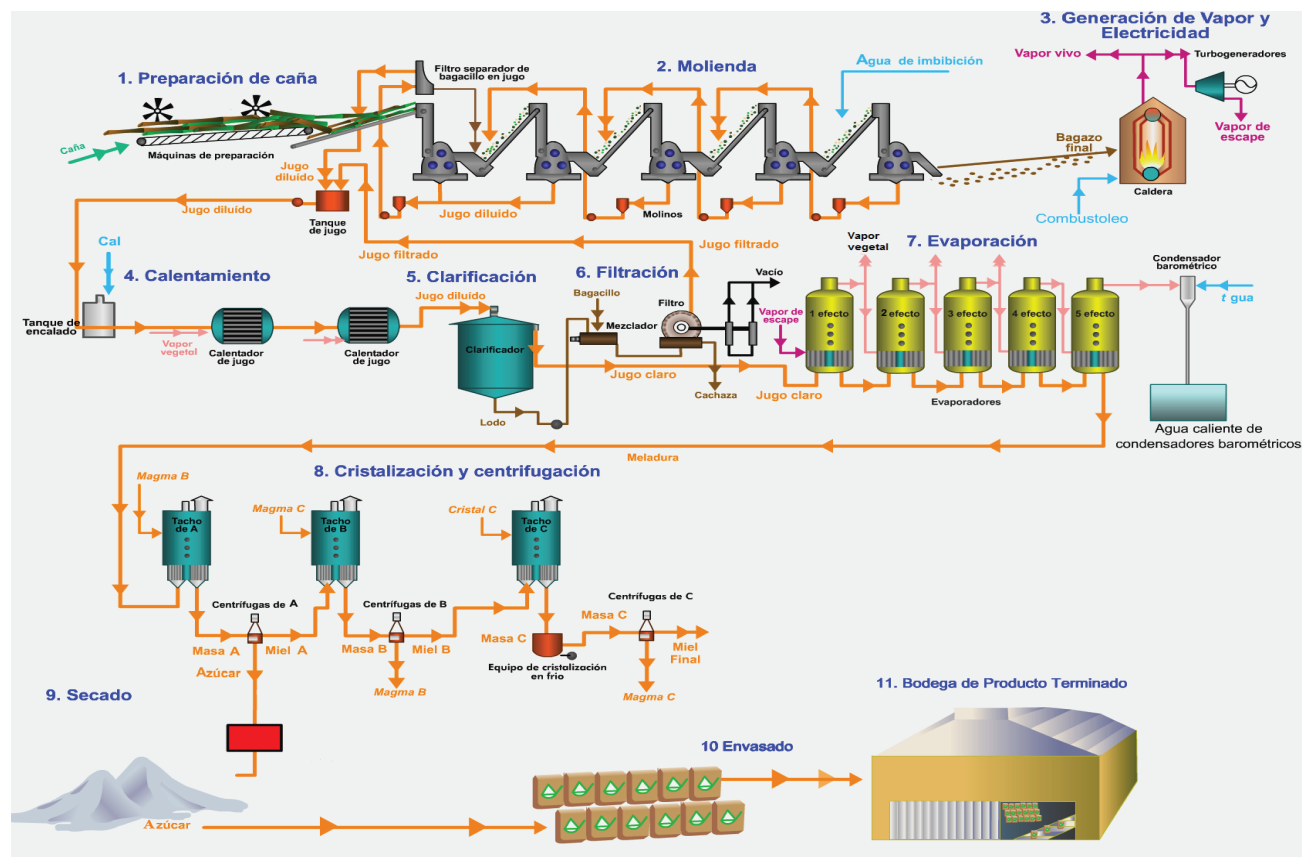 3. Generación de Vapor y
Electricidad
Vapor vivo
Turbogeneradores
Vapor de
escape
1. Preparación de caña
Filtro separador de
bagacillo en jugo
2. Molienda
Agua de imbibición
Caña
Máquinas de preparación
Bagazo
final
Caldera
Combustoleo
Jugo
diluído
Jugo diluído
Tanque
de jugo
Jugo diluido
Molinos
Jugo filtrado
Jugo filtrado
Cal
4. Calentamiento
Tanque de
encalado
Vapor
vegetal
Calentador
de jugo
Calentador
de jugo
5. Clarificación
Jugo diluído
Clarificador
Lodo
6. Filtración
Bagacillo
Mezclador
Filtro
Vacío
Jugo claro
Cachaza
Vapor
vegetal
7. Evaporación
Vapor de
escape
1 efecto
2 efecto
3 efecto
4 efecto
5 efecto
Jugo claro
Evaporadores
Condensador
barométrico
t gua
Agua caliente de
condensadores barométricos
Meladura
8. Cristalización y centrifugación
Magma B
Tacho
de A
Magma C
Tacho
de B
Cristal C
Tacho
de C
Centrífugas de A
Masa A
Miel A
Centrífugas de B
Masa B
Miel B
Magma B
Masa C
Equipo de cristalización
en frio
Centrífugas de C
Masa C
Miel
Final
Magma C
Azúcar
9. Secado
Azúcar
10 Envasado
11. Bodega de Producto Terminado